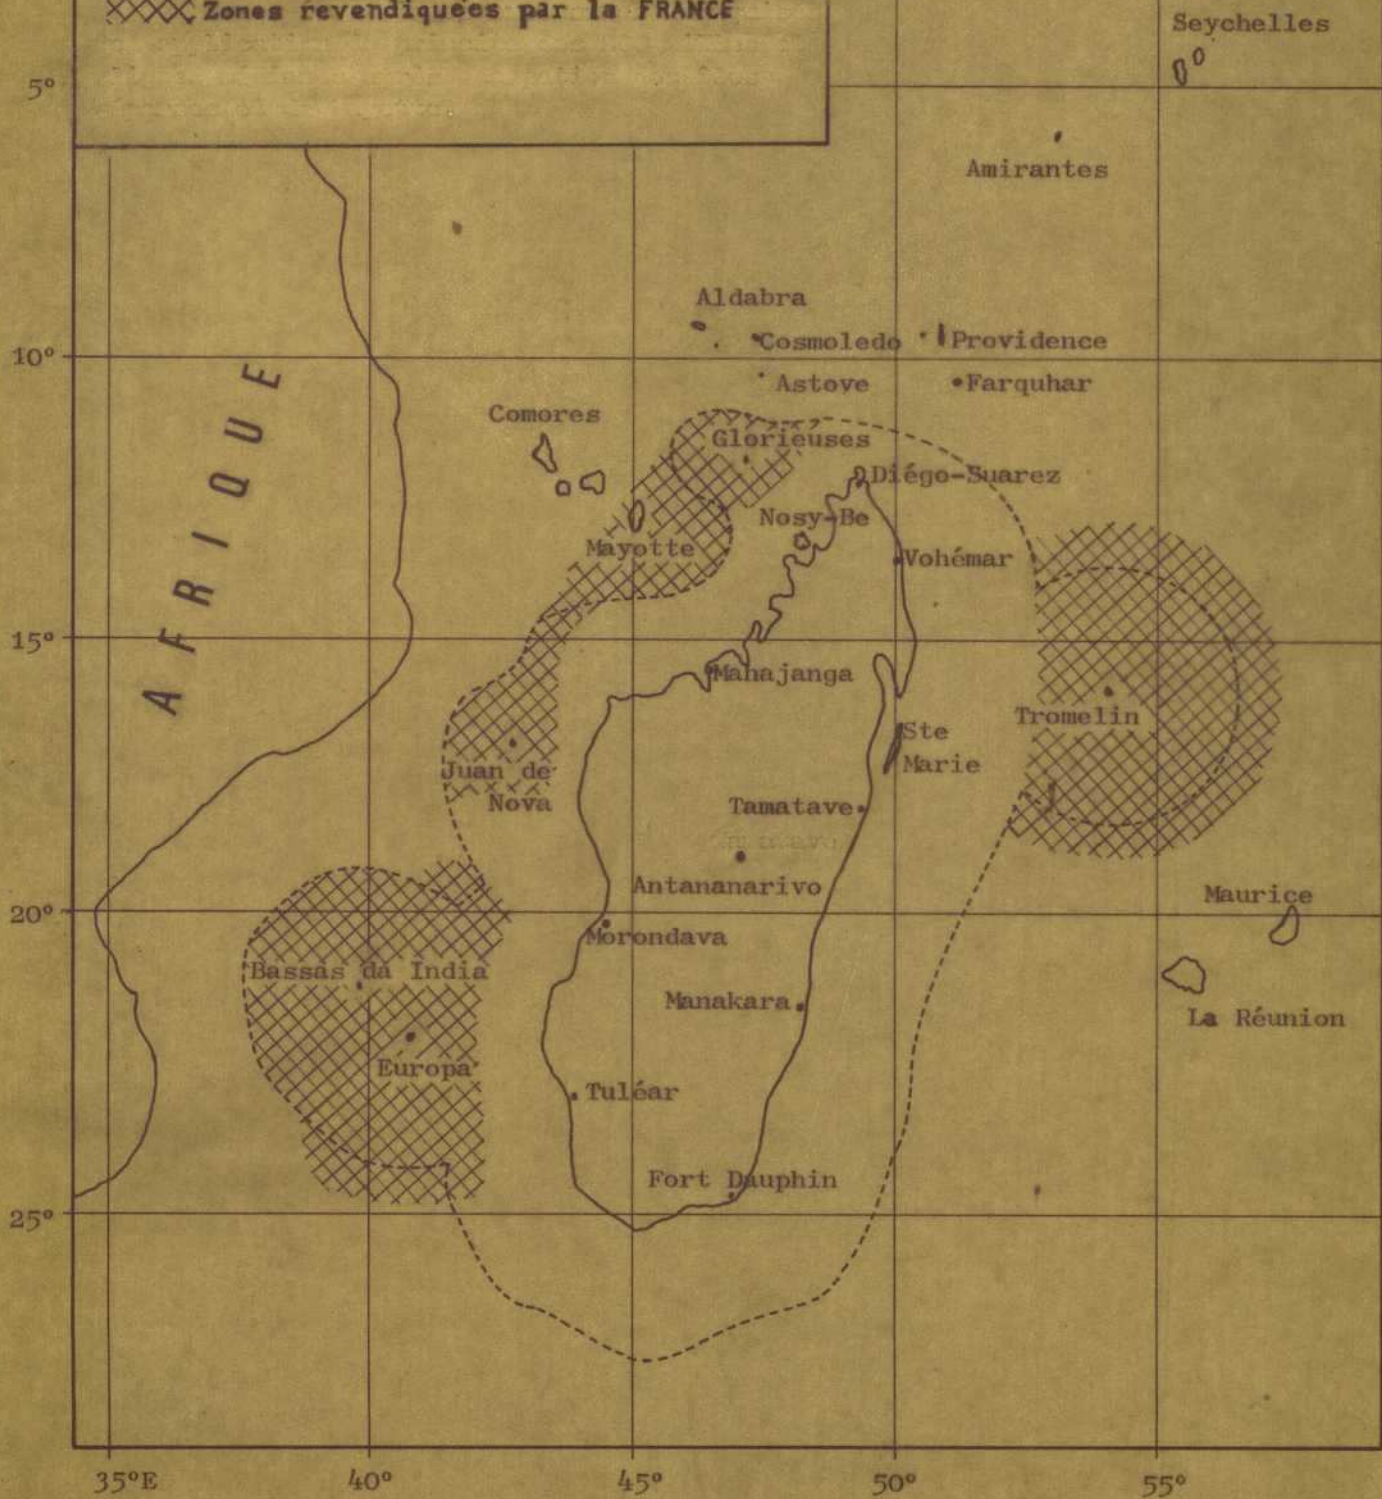 Zones revendiquées par la FRANCE
Seychelles
5°
Amirantes
Aldabra
Cosmoledo
Providence
10°
Astove
Farquhar
AFRIQUE
Comores
Glorieuses
Diégo-Suarez
Nosy-Be
Mayotte
Vohémar
15°
Mahajanga
Tromelin
Ste
Marie
Juan de
Nova
Tamatave
Antananarivo
Maurice
20°
Morondava
Bassas da India
Manakara
La Réunion
Europa
Tuléar
Fort Dauphin
25°
35°E
40°
45°
50°
55°